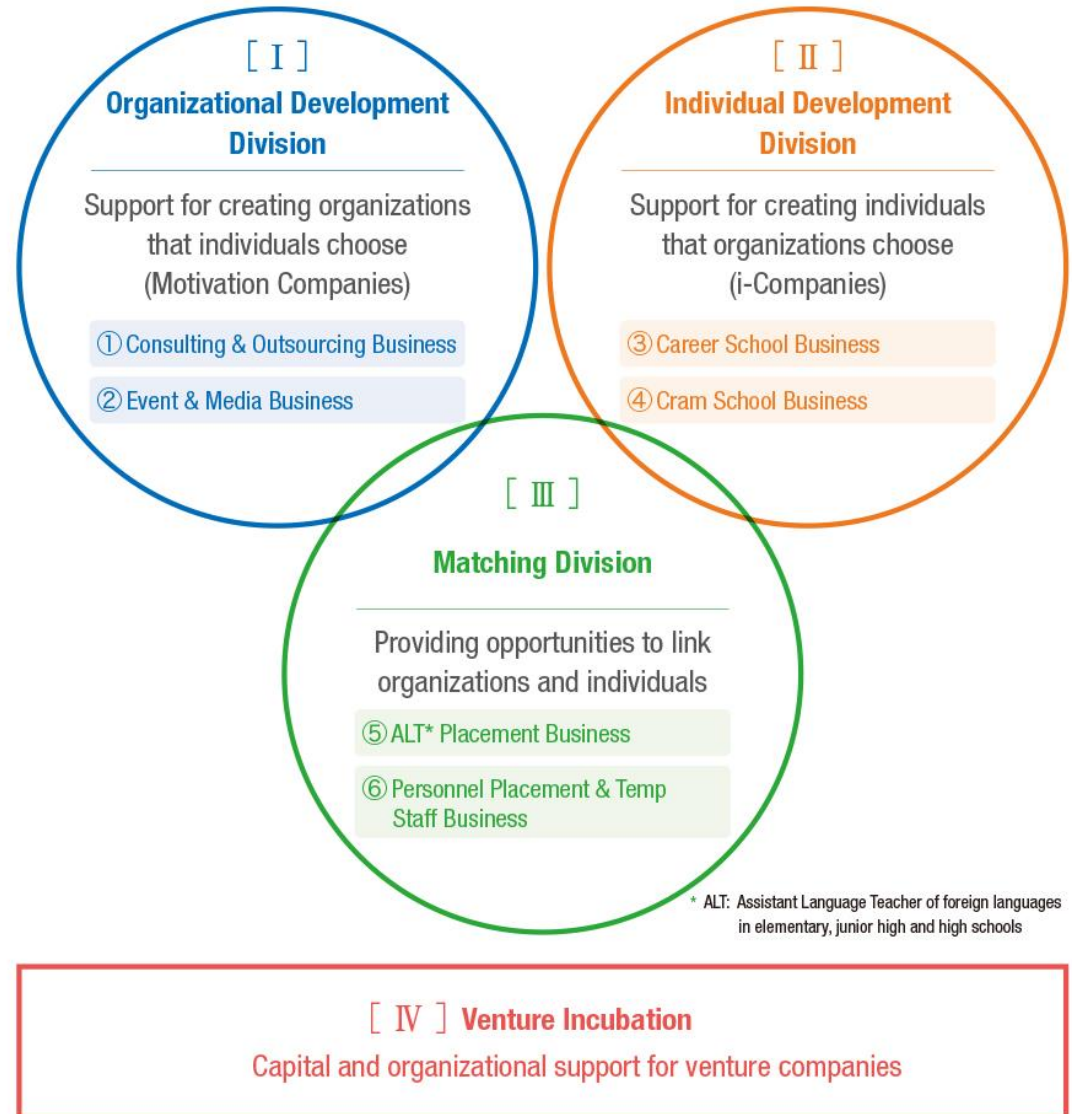 [ Ⅰ ]
Organizational Development
Division
Support for creating organizations
that individuals choose
(Motivation Companies)
① Consulting & Outsourcing Business
② Event & Media Business
[ Ⅱ ]
Individual Development
Division
Support for creating individuals
that organizations choose
(i-Companies)
③ Career School Business
④ Cram School Business
[ Ⅲ ]
Matching Division
Providing opportunities to link
organizations and individuals
⑤ ALT* Placement Business
⑥ Personnel Placement & Temp
Staff Business
* ALT: Assistant Language Teacher of foreign languages
in elementary, junior high and high schools
[ Ⅳ ] Venture Incubation
Capital and organizational support for venture companies